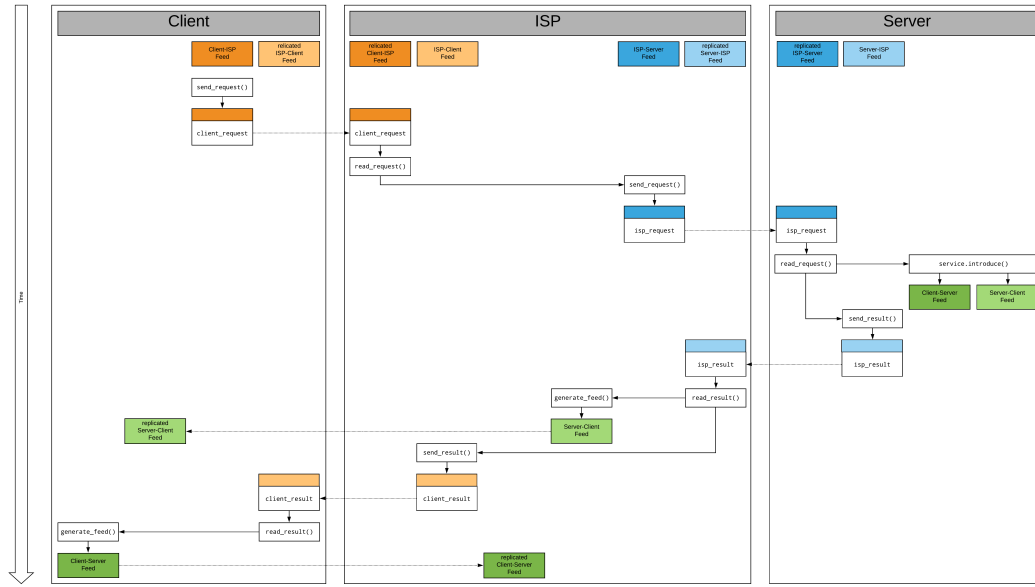 Client
ISP
Server
Client-ISP
Feed
relicated
ISP-Client
Feed
relicated
Client-ISP
Feed
ISP-Client
Feed
ISP-Server
Feed
replicated
Server-ISP
Feed
replicated
ISP-Server
Feed
Server-ISP
Feed
send_request()
client_request
client_request
read_request()
send_request()
isp_request
isp_request
read_request()
service.introduce()
Client-Server
Feed
Server-Client
Feed
Time
send_result()
isp_result
isp_result
generate_feed()
read_result()
replicated
Server-Client
Feed
Server-Client
Feed
send_result()
client_result
client_result
generate_feed()
read_result()
Client-Server
Feed
replicated
Client-Server
Feed